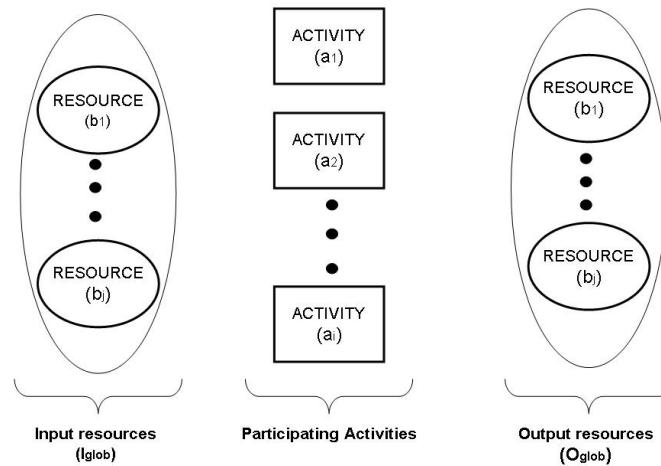 RESOURCE
(b1)
RESOURCE
(bj)
Input resources
(Iglob)
ACTIVITY
(a1)
ACTIVITY
(a2)
ACTIVITY
(ai)
Participating Activities
RESOURCE
(b1)
RESOURCE
(bj)
Output resources
(Oglob)